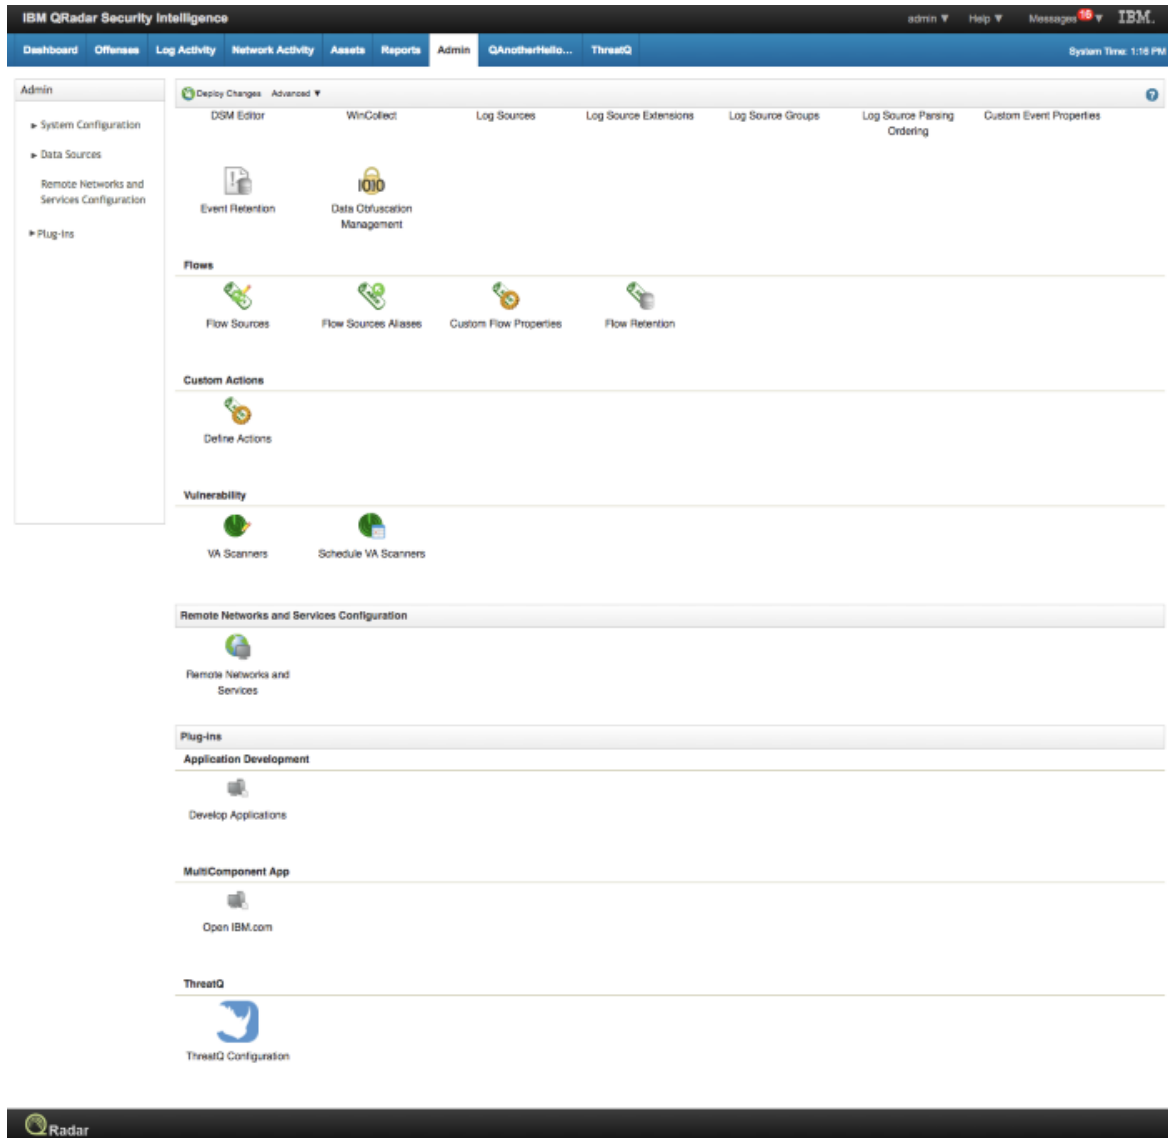 IBM QRadar Security Intelligence
admin ▼ Help ▼ Messages 16 ▼ IBM.
Dashboard Offenses Log Activity Network Activity Assets Reports Admin QAnotherHello... ThreatQ System Time: 1:16 PM
Admin
System Configuration
Data Sources
Remote Networks and
Services Configuration
Plug-ins
Deploy Changes Advanced ▼ ?
DSM Editor WinCollect Log Sources Log Source Extensions Log Source Groups Log Source Parsing Custom Event Properties
Ordering
Event Retention Data Obfuscation
Management
Flows
Flow Sources Flow Sources Aliases Custom Flow Properties Flow Retention
Custom Actions
Define Actions
Vulnerability
VA Scanners Schedule VA Scanners
Remote Networks and Services Configuration
Remote Networks and
Services
Plug-ins
Application Development
Develop Applications
MultiComponent App
Open IBM.com
ThreatQ
ThreatQ Configuration
QRadar